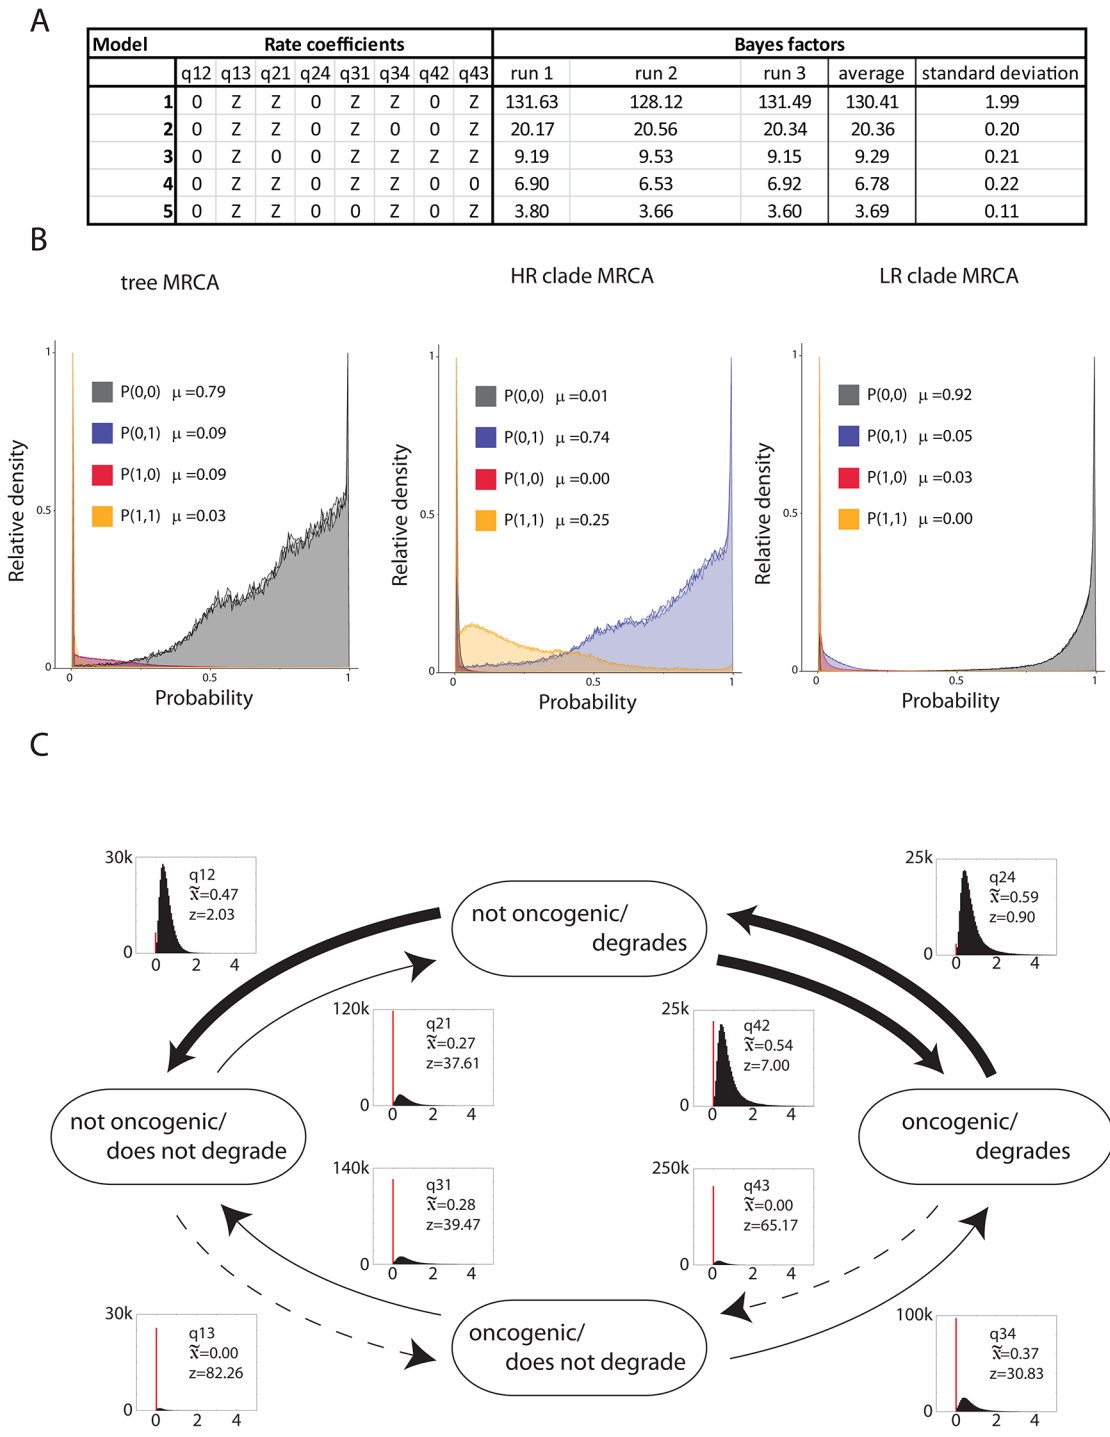 A
Model Rate coefficients Bayes factors
q12 q13 q21 q24 q31 q34 q42 q43 run 1 run 2 run 3 average standard deviation
1 0 Z Z 0 Z Z 0 Z 131.63 128.12 131.49 130.41 1.99
2 0 Z Z 0 Z 0 0 Z 20.17 20.56 20.34 20.36 0.20
3 0 Z 0 0 Z Z Z Z 9.19 9.53 9.15 9.29 0.21
4 0 Z Z 0 Z Z 0 0 6.90 6.53 6.92 6.78 0.22
5 0 Z Z 0 0 Z 0 Z 3.80 3.66 3.60 3.69 0.11
B
tree MRCA
Relative density
1
0.5
0
P(0,0) μ =0.79
P(0,1) μ =0.09
P(1,0) μ =0.09
P(1,1) μ =0.03
0 0.5 1
Probability
HR clade MRCA
Relative density
1
0.5
0
P(0,0) μ =0.01
P(0,1) μ =0.74
P(1,0) μ =0.00
P(1,1) μ =0.25
0 0.5 1
Probability
LR clade MRCA
Relative density
1
0.5
0
P(0,0) μ =0.92
P(0,1) μ =0.05
P(1,0) μ =0.03
P(1,1) μ =0.00
0 0.5 1
Probability
C
30k
q12
x̃=0.47
z=2.03
0
0 2 4
not oncogenic/
degrades
25k
q24
x̃=0.59
z=0.90
0
0 2 4
120k
q21
x̃=0.27
z=37.61
0
0 2 4
25k
q42
x̃=0.54
z=7.00
0
0 2 4
not oncogenic/
does not degrade
oncogenic/
degrades
140k
q31
x̃=0.28
z=39.47
0
0 2 4
250k
q43
x̃=0.00
z=65.17
0
0 2 4
30k
q13
x̃=0.00
z=82.26
0
0 2 4
oncogenic/
does not degrade
100k
q34
x̃=0.37
z=30.83
0
0 2 4